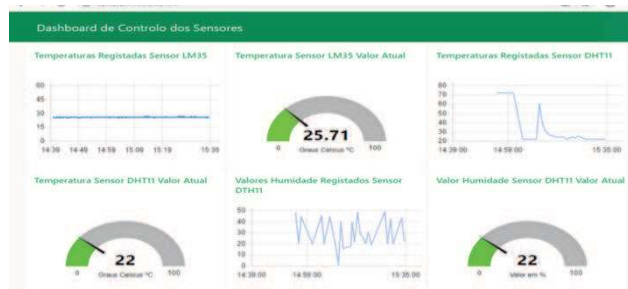 Dashboard de Controlo dos Sensores
Temperaturas Registadas Sensor LM35
60
45
30
15
0
14:39 14:49 14:59 15:09 15:19 15:35
Temperatura Sensor LM35 Valor Atual
25.71
0 Graus Celcius ºC 100
Temperaturas Registadas Sensor DHT11
80
70
60
50
40
30
20
14:39:00 14:59:00 15:35:00
Temperatura Sensor DHT11 Valor Atual
22
0 Graus Celcius ºC 100
Valores Humidade Registados Sensor
DTH11
50
40
30
20
10
0
14:39:00 14:59:00 15:35:00
Valor Humidade Sensor DHT11 Valor Atual
22
0 Valor em % 100